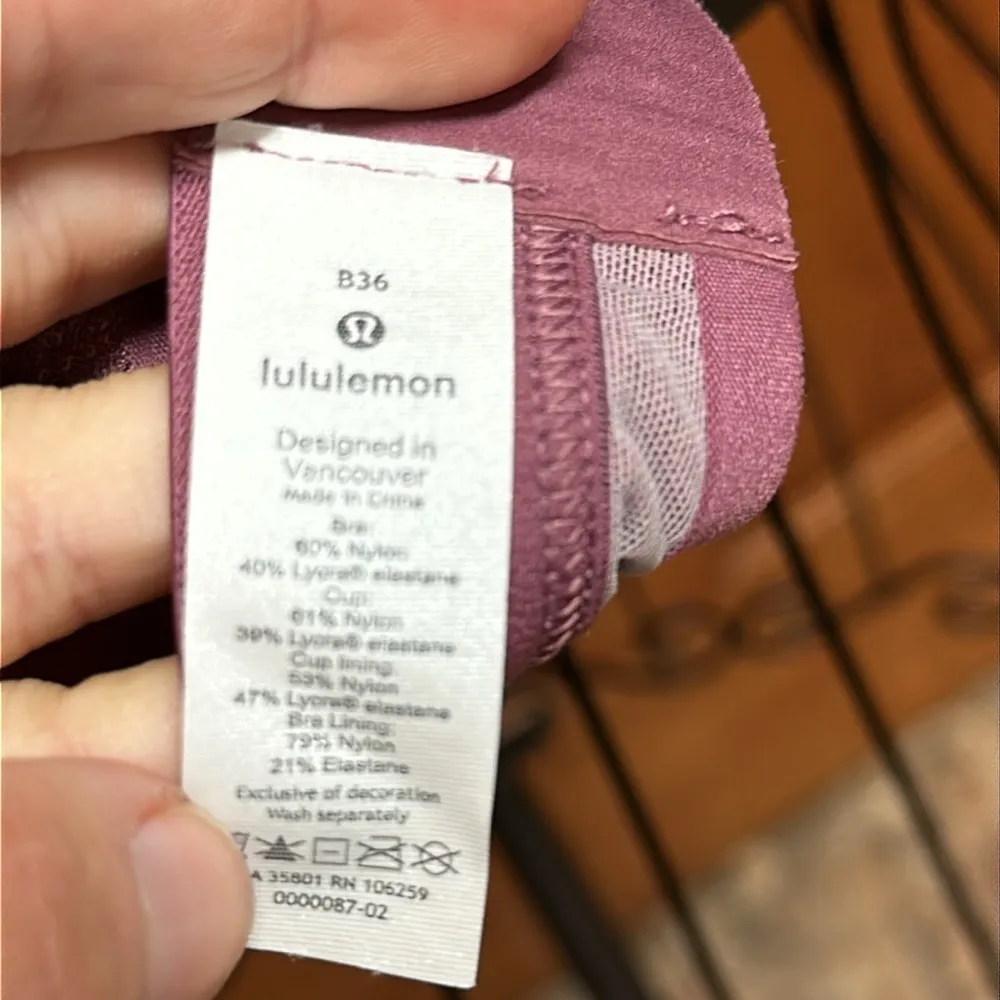 B36
lululemon
Designed in
Vancouver
Made in China
Bra:
60% Nylon
40% Lycra® elastane
Cup:
61% Nylon
39% Lycra® elastane
Cup lining:
53% Nylon
47% Lycra® elastane
Bra Lining:
79% Nylon
21% Elastane
Exclusive of decoration
Wash separately
A 35801 RN 106259
0000087-02